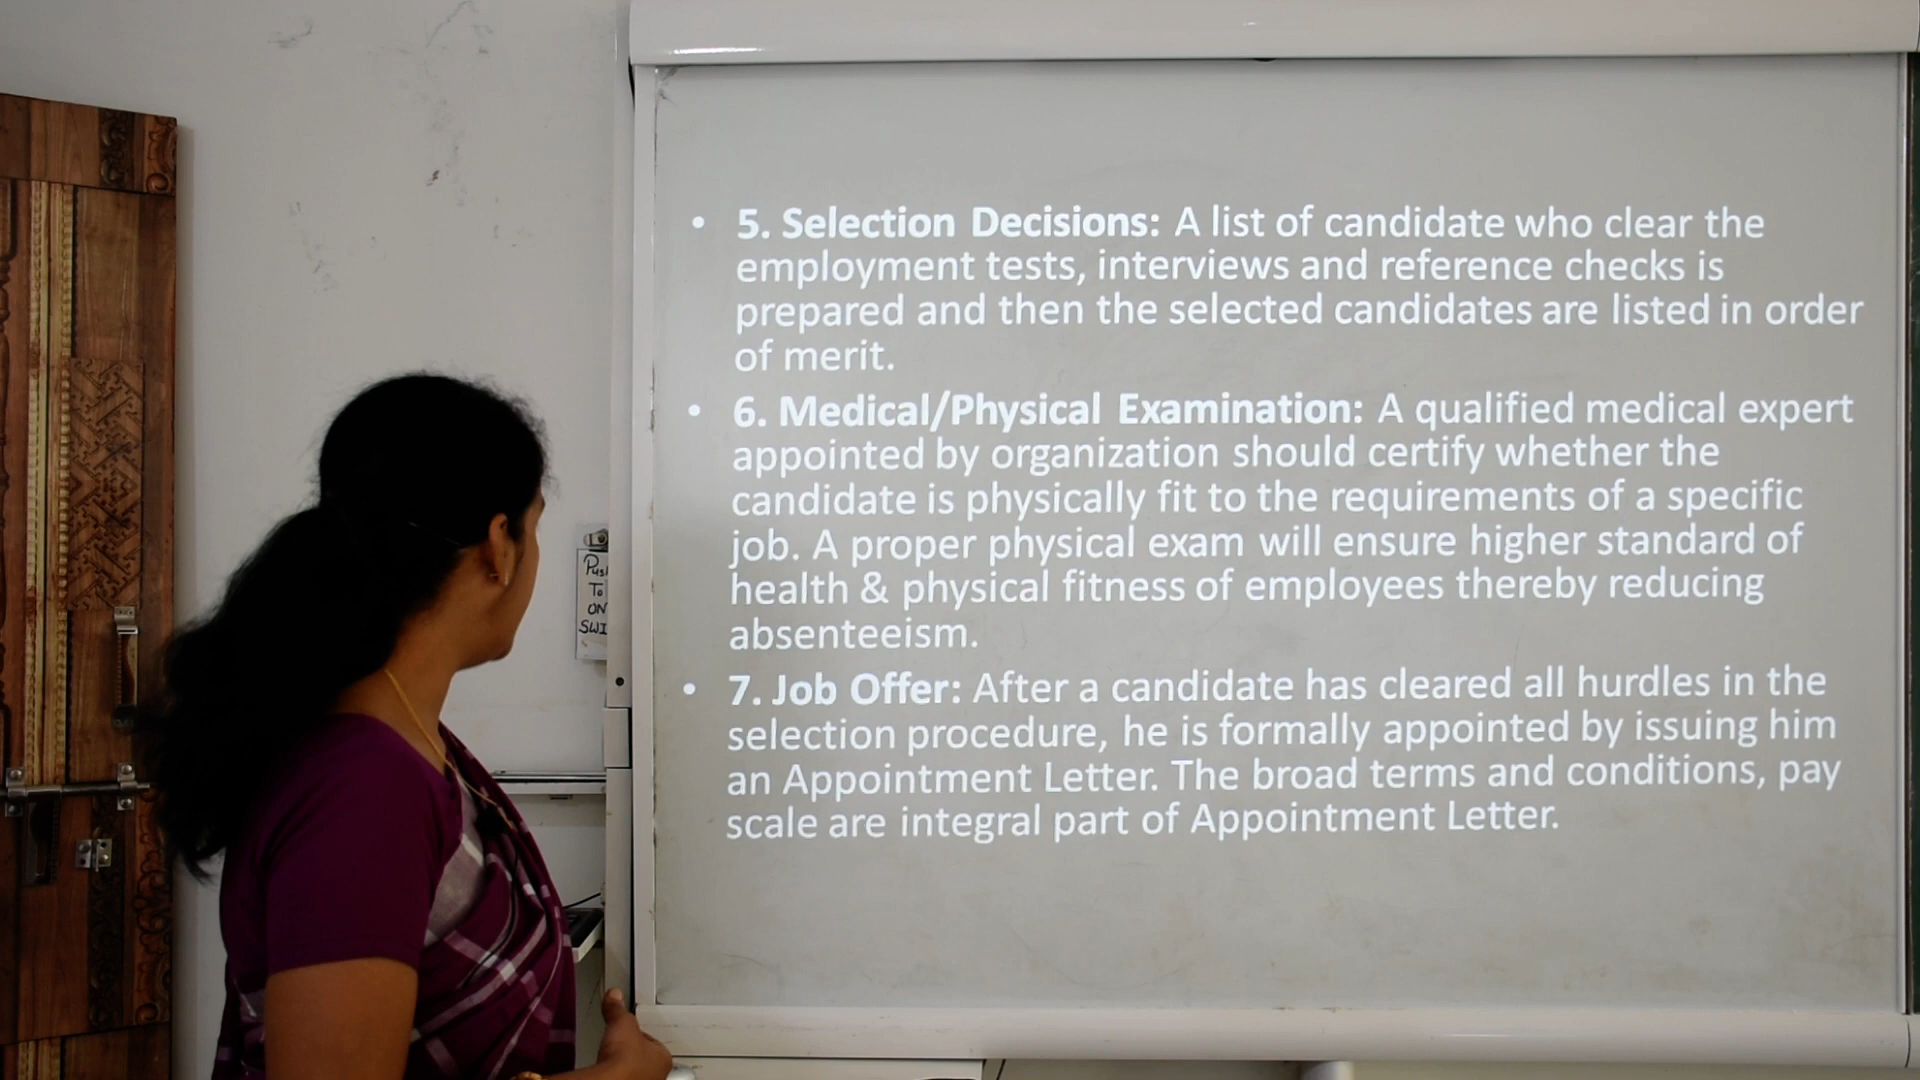 • 5. Selection Decisions: A list of candidate who clear the
employment tests, interviews and reference checks is
prepared and then the selected candidates are listed in order
of merit.
• 6. Medical/Physical Examination: A qualified medical expert
appointed by organization should certify whether the
candidate is physically fit to the requirements of a specific
job. A proper physical exam will ensure higher standard of
health & physical fitness of employees thereby reducing
absenteeism.
• 7. Job Offer: After a candidate has cleared all hurdles in the
selection procedure, he is formally appointed by issuing him
an Appointment Letter. The broad terms and conditions, pay
scale are integral part of Appointment Letter.
To
ON